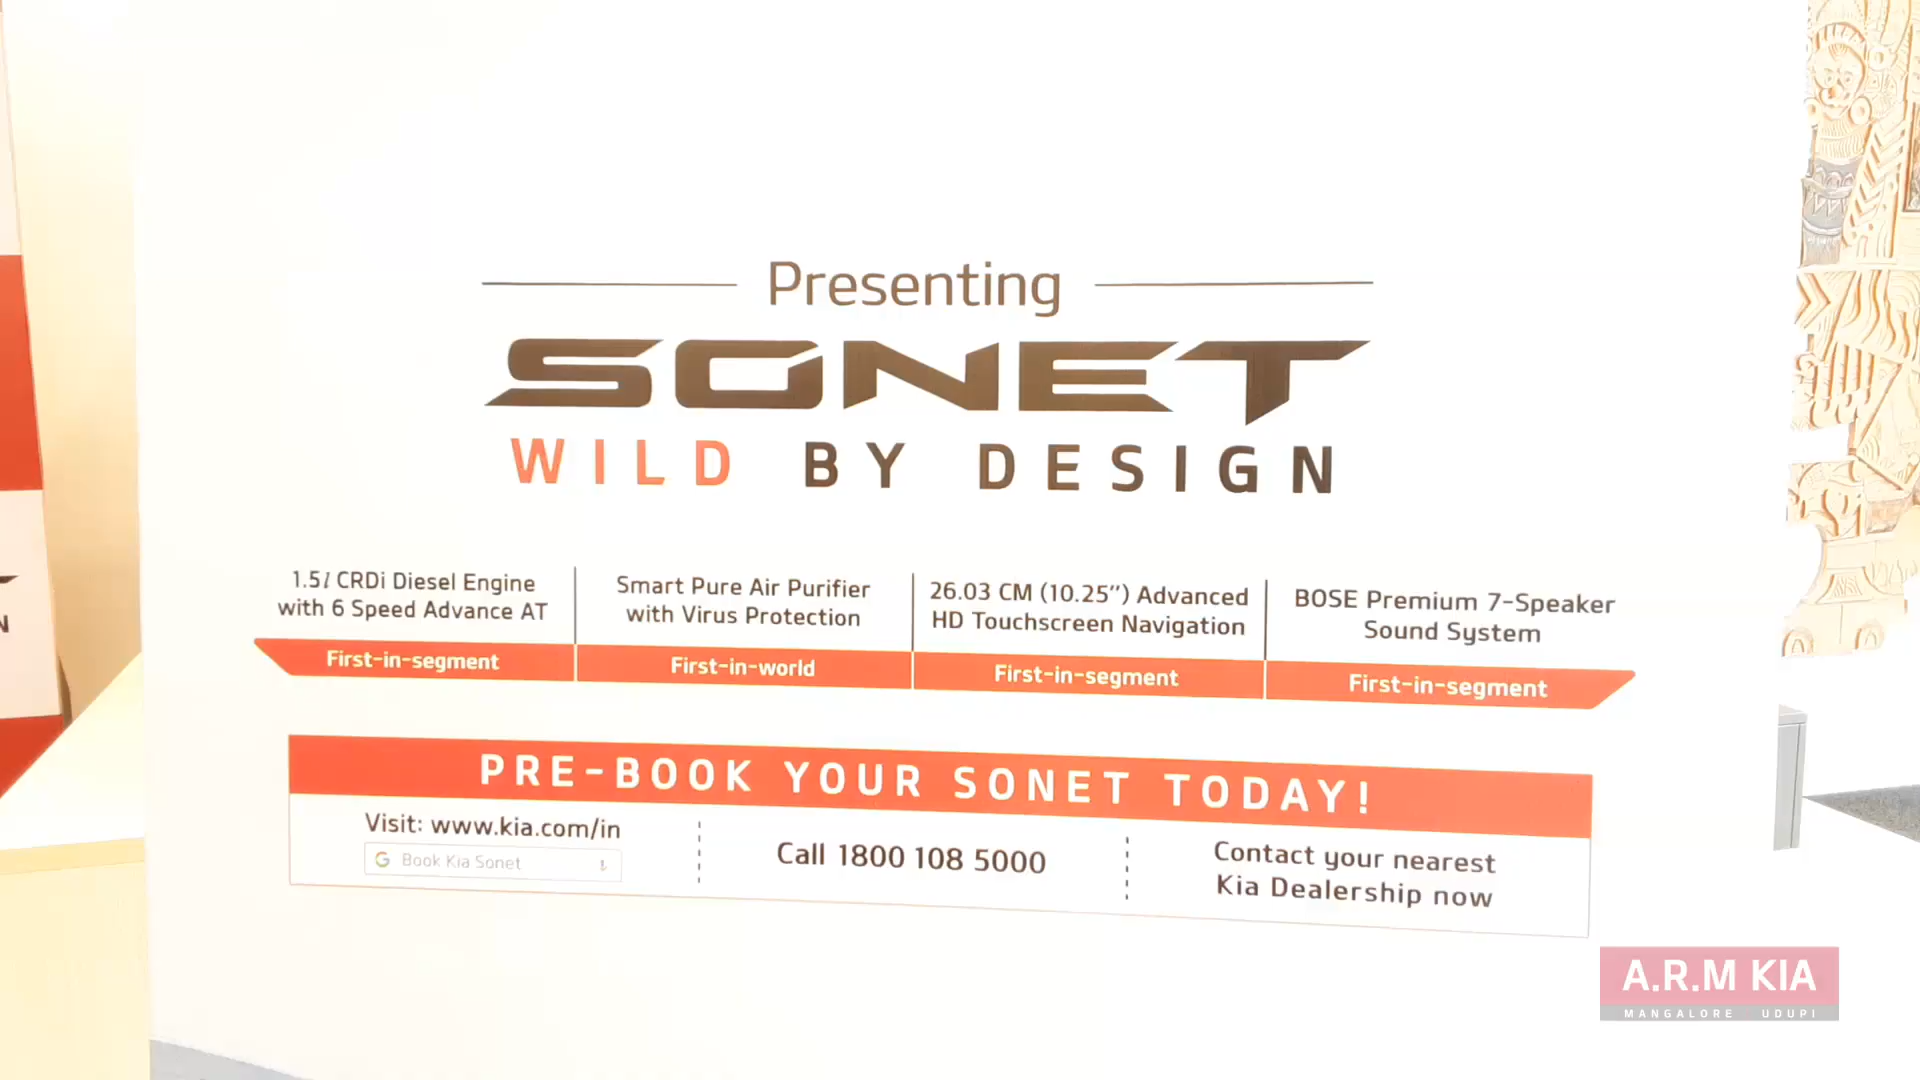 Presenting
SONET
WILD BY DESIGN
1.5l CRDi Diesel Engine
with 6 Speed Advance AT
First-in-segment
Smart Pure Air Purifier
with Virus Protection
First-in-world
26.03 CM (10.25") Advanced
HD Touchscreen Navigation
First-in-segment
BOSE Premium 7-Speaker
Sound System
First-in-segment
PRE-BOOK YOUR SONET TODAY!
Visit: www.kia.com/in
G Book Kia Sonet
Call 1800 108 5000
Contact your nearest
Kia Dealership now
A.R.M KIA
MANGALORE UDUPI